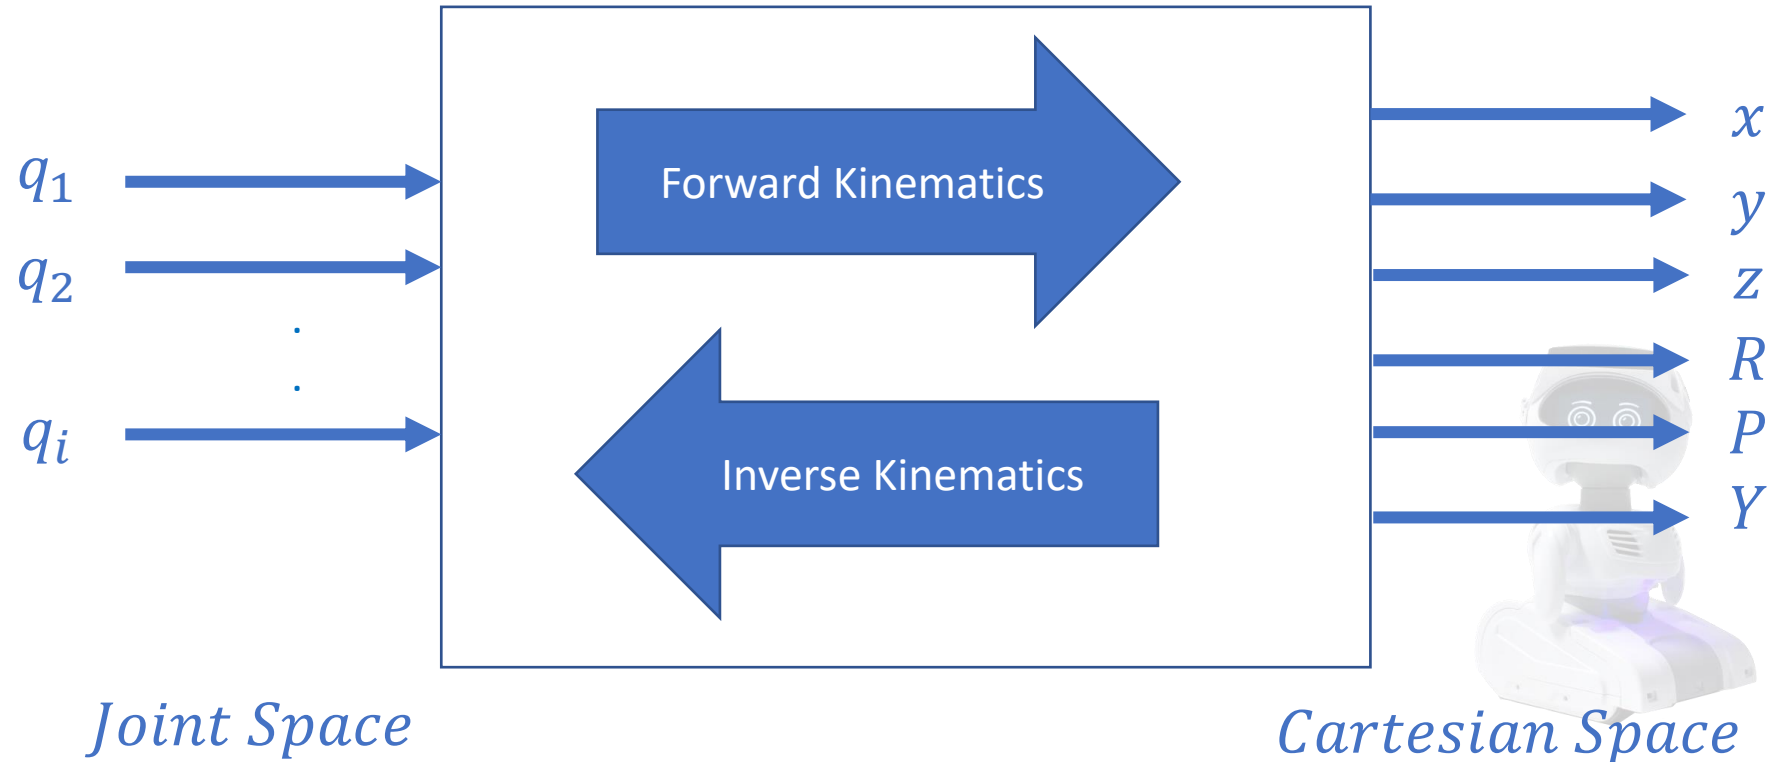 q₁
q₂
.
.
qᵢ
Forward Kinematics
Inverse Kinematics
x
y
z
R
P
Y
Joint Space
Cartesian Space